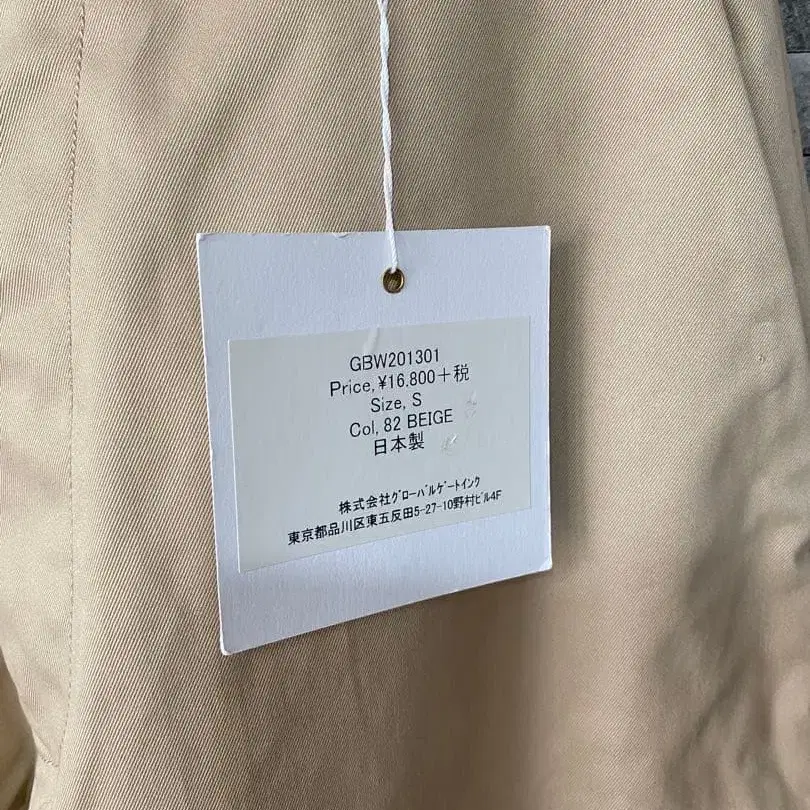 GBW201301
Price, ¥16,800＋税
Size, S
Col, 82 BEIGE
日本製
株式会社ｸﾞﾛｰﾊﾞﾙｹﾞｰﾄインク
東京都品川区東五反田5-27-10野村ﾋﾞﾙ4F